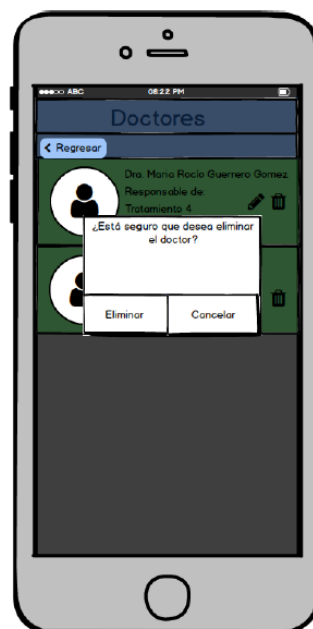 ABC
08:22 PM
Doctores
Regresar
Dra. Maria Rocío Guerrero Gomez
Responsable de:
Tratamiento 4
¿Está seguro que desea eliminar
el doctor?
Eliminar
Cancelar